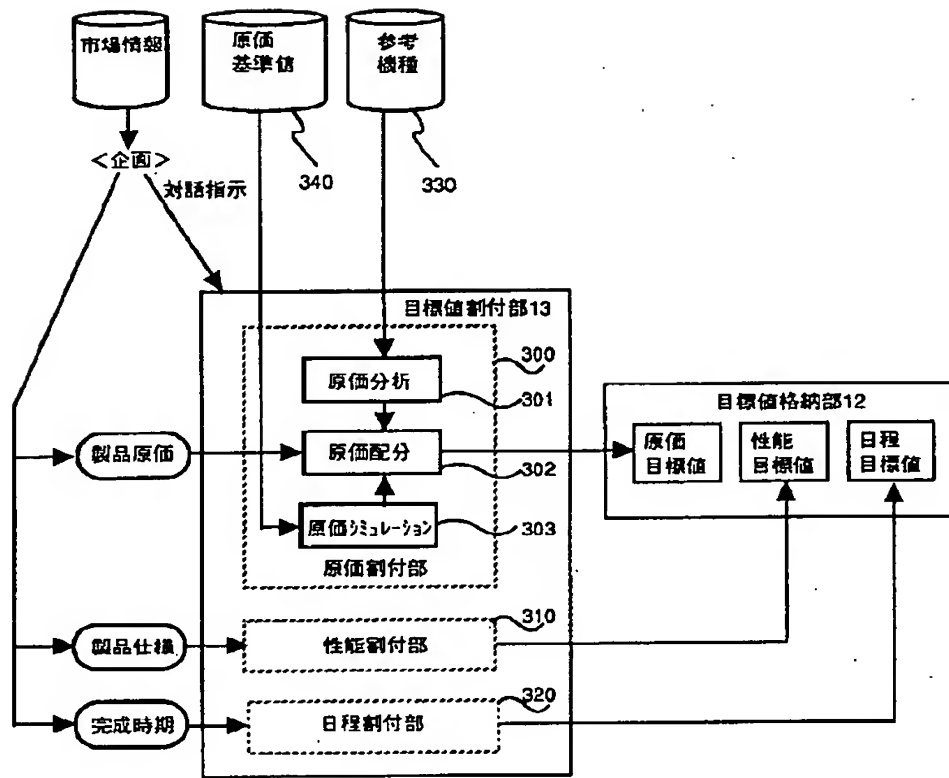 市場情報
原価
基準値
参考
機種
340
330
<企画>
対話指示
目標値割付部13
300
原価分析
301
目標値格納部12
製品原価
原価配分
302
原価
目標値
性能
目標値
日程
目標値
原価シミュレーション
303
原価割付部
310
製品仕様
性能割付部
320
完成時期
日程割付部